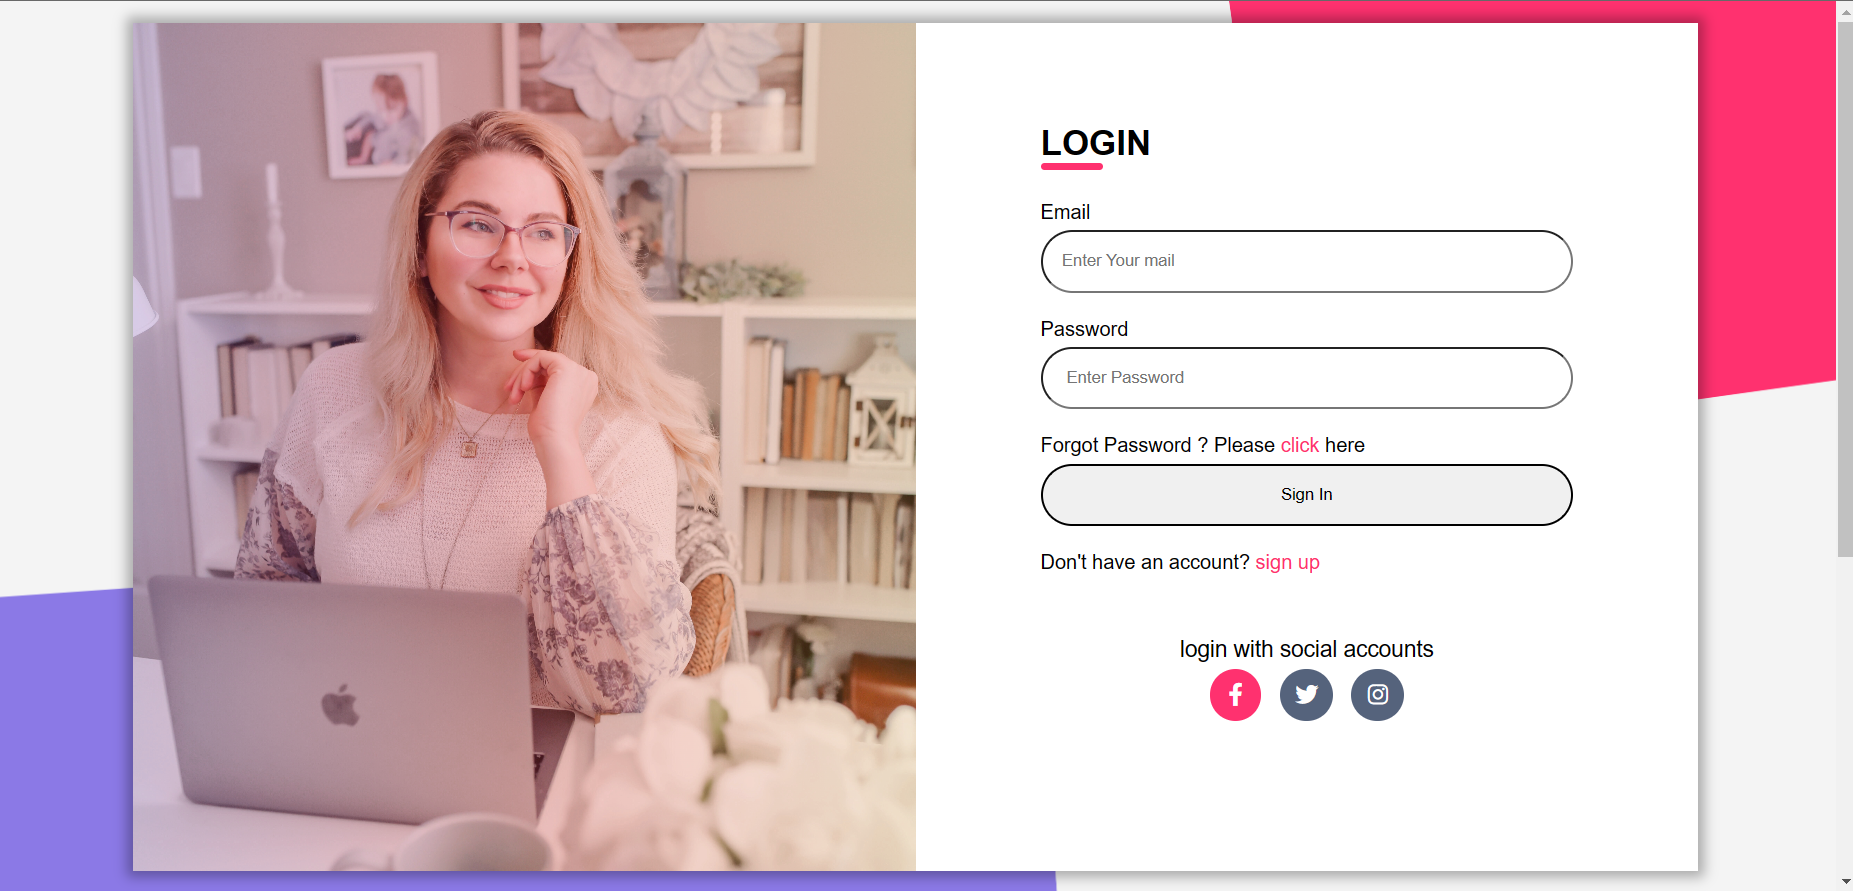 LOGIN
Email
Enter Your mail
Password
Enter Password
Forgot Password ? Please click here
Sign In
Don't have an account? sign up
login with social accounts